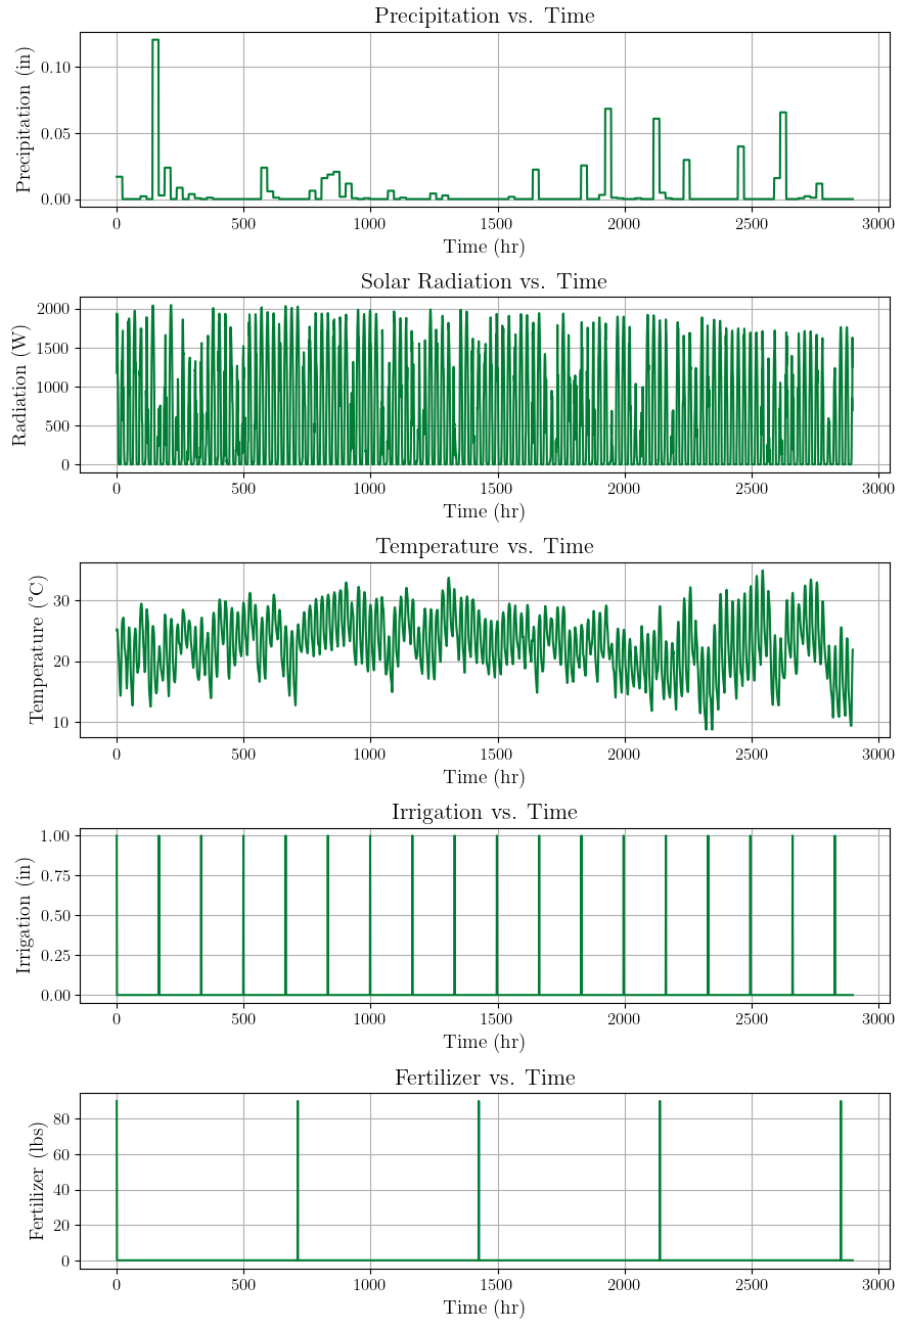 Precipitation vs. Time
Precipitation (in)
0.10
0.05
0.00
0 500 1000 1500 2000 2500 3000
Time (hr)
Solar Radiation vs. Time
Radiation (W)
2000
1500
1000
500
0
0 500 1000 1500 2000 2500 3000
Time (hr)
Temperature vs. Time
Temperature (°C)
30
20
10
0 500 1000 1500 2000 2500 3000
Time (hr)
Irrigation vs. Time
Irrigation (in)
1.00
0.75
0.50
0.25
0.00
0 500 1000 1500 2000 2500 3000
Time (hr)
Fertilizer vs. Time
Fertilizer (lbs)
80
60
40
20
0
0 500 1000 1500 2000 2500 3000
Time (hr)